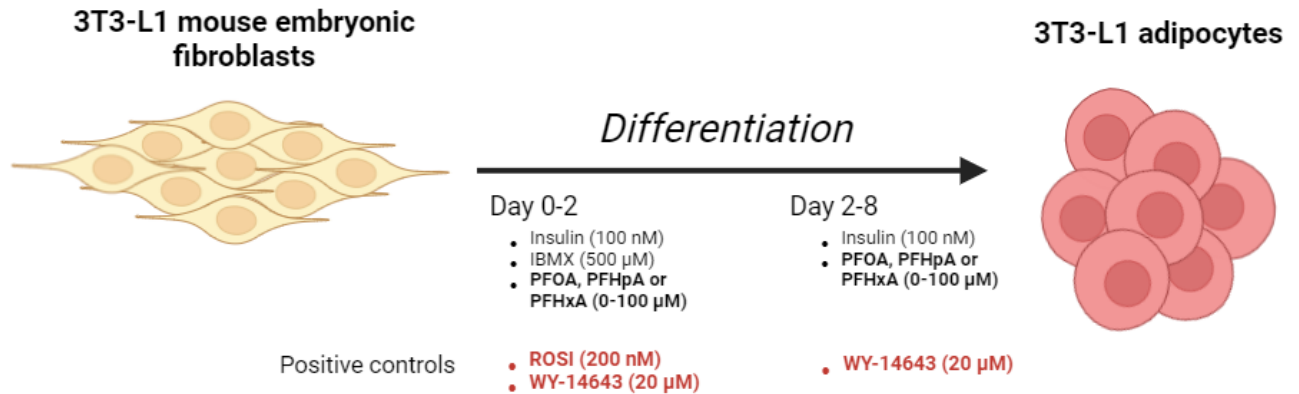 3T3-L1 mouse embryonic
fibroblasts
3T3-L1 adipocytes
Differentiation
Day 0-2
• Insulin (100 nM)
• IBMX (500 µM)
• PFOA, PFHpA or
PFHxA (0-100 µM)
Day 2-8
• Insulin (100 nM)
• PFOA, PFHpA or
PFHxA (0-100 µM)
Positive controls
• ROSI (200 nM)
• WY-14643 (20 µM)
• WY-14643 (20 µM)